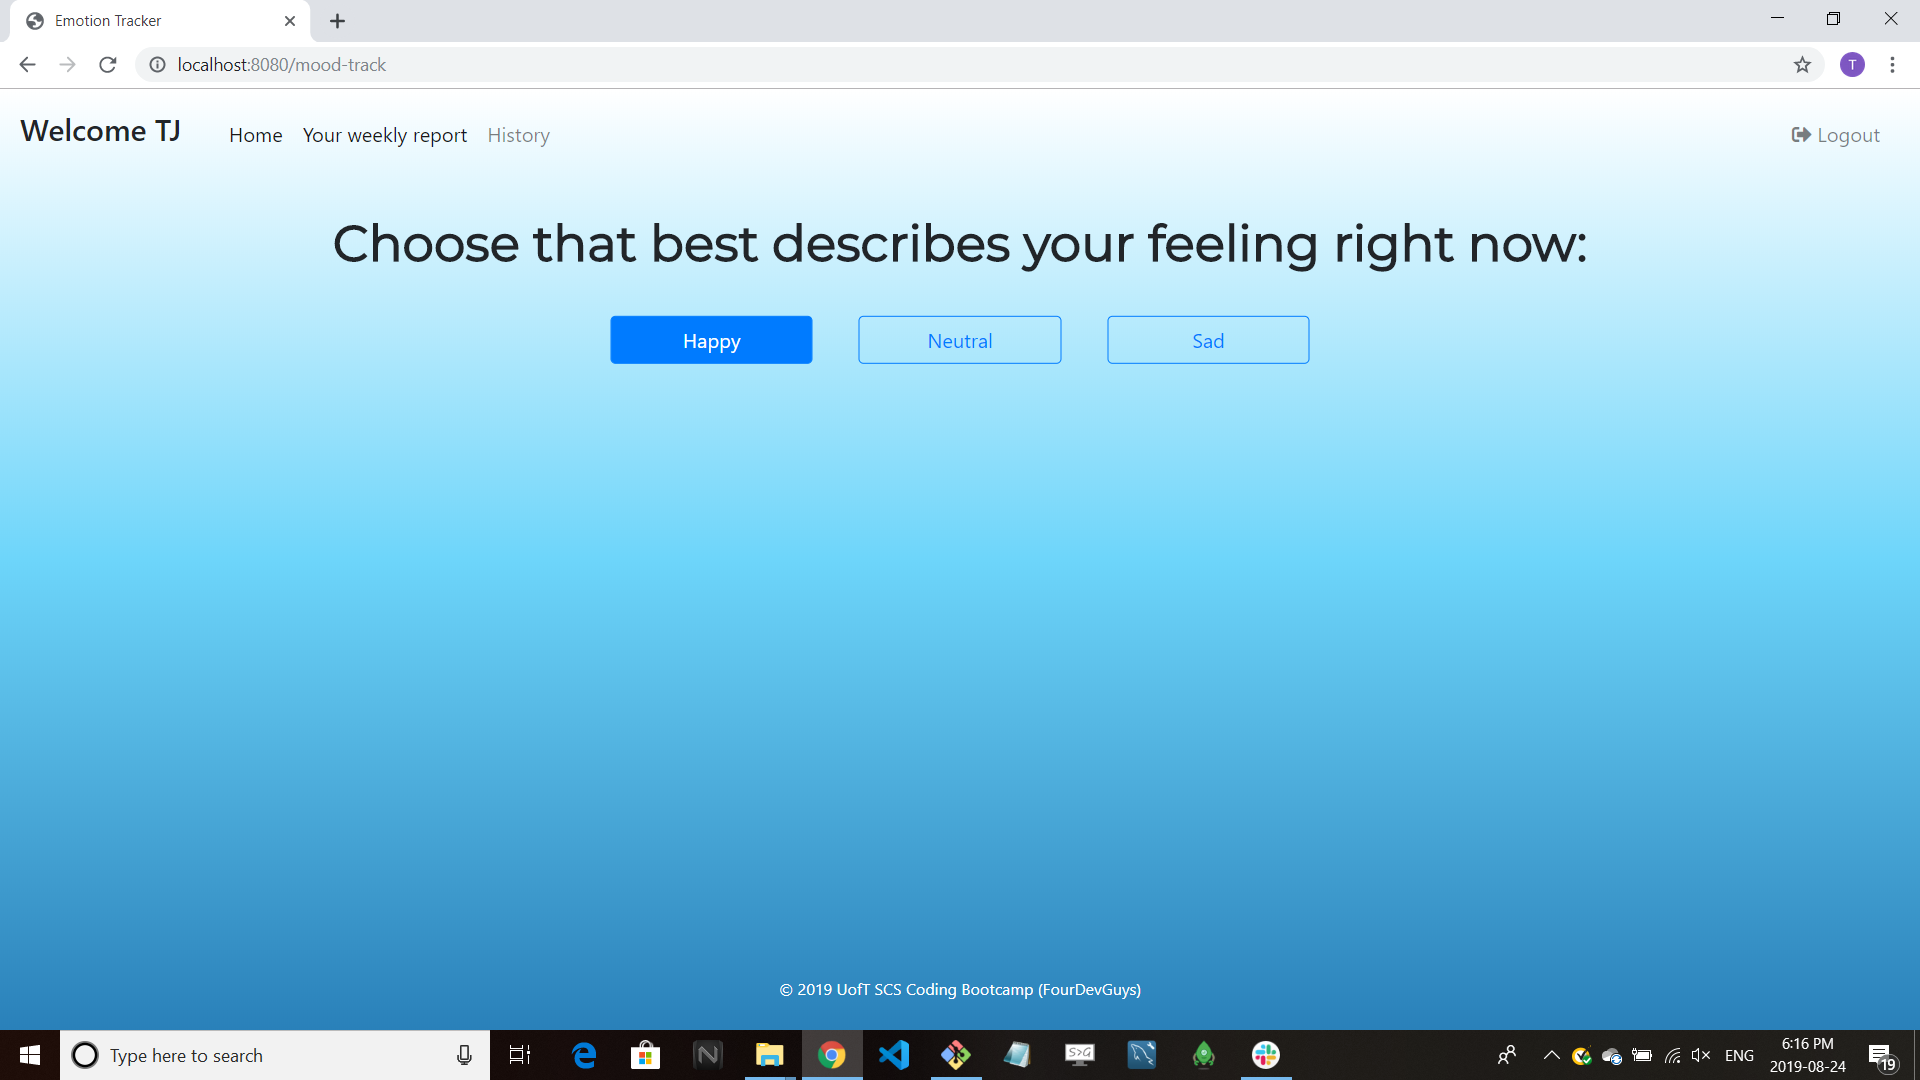 Emotion Tracker
localhost:8080/mood-track
T
Welcome TJ Home Your weekly report History Logout
Choose that best describes your feeling right now:
Happy Neutral Sad
© 2019 UofT SCS Coding Bootcamp (FourDevGuys)
Type here to search
N
S>G
ENG
6:16 PM
2019-08-24
19